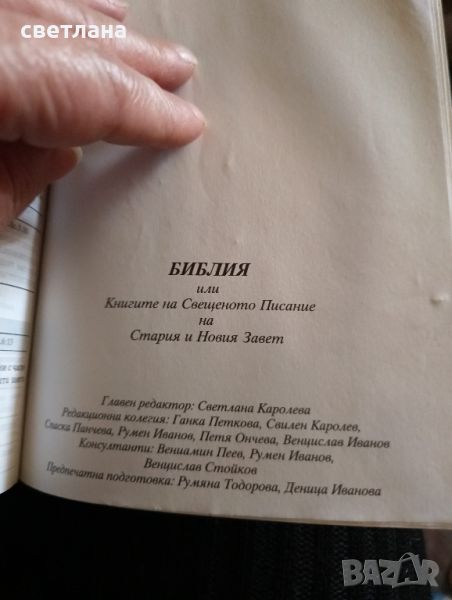 светлана
БИБЛИЯ
или
Книгите на Свещеното Писание
на
Стария и Новия Завет
Главен редактор: Светлана Каролева
Редакционна колегия: Ганка Петкова, Свилен Каролев,
Спаска Панчева, Румен Иванов, Петя Ончева, Венцислав Иванов
Консултанти: Вениамин Пеев, Румен Иванов,
Венцислав Стойков
Предпечатна подготовка: Румяна Тодорова, Деница Иванова
BAZAR